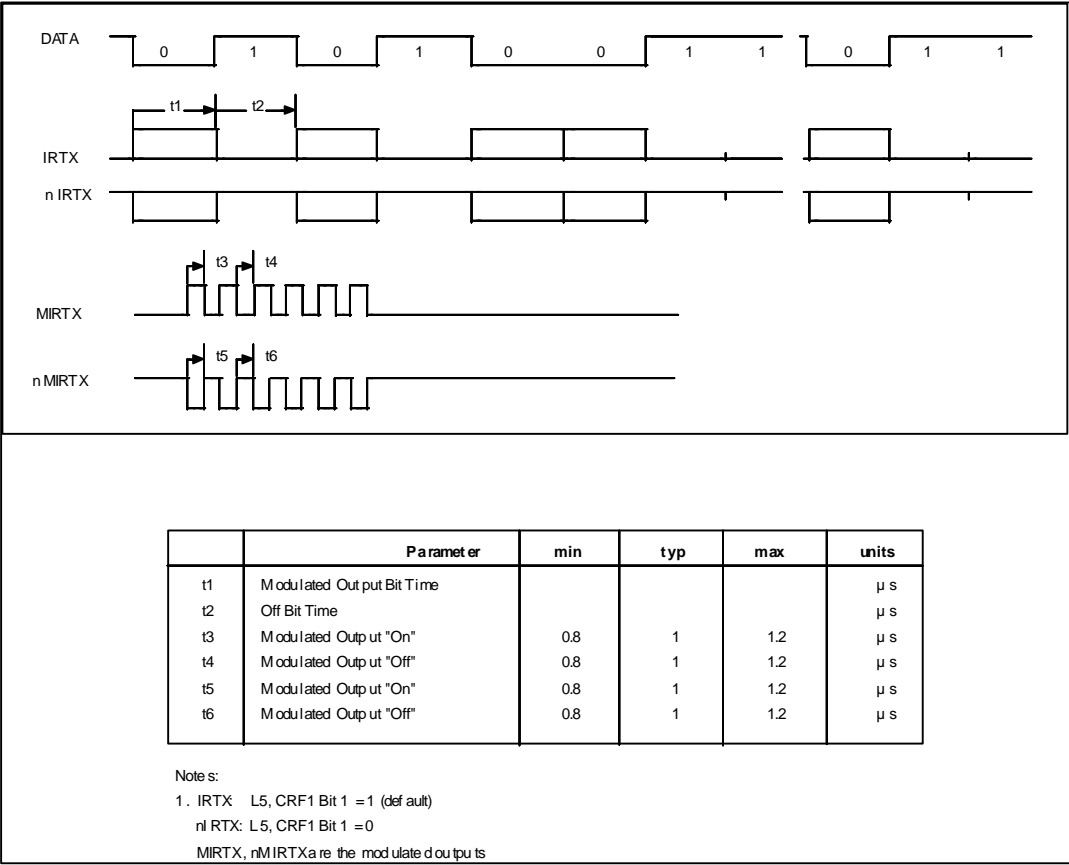 DATA 0 1 0 1 0 0 1 1 0 1 1
t1 t2
IRTX
n IRTX
t3 t4
MIRTX
t5 t6
n MIRTX
Parameter min typ max units
t1 Modulated Output Bit Time µs
t2 Off Bit Time µs
t3 Modulated Output "On" 0.8 1 1.2 µs
t4 Modulated Output "Off" 0.8 1 1.2 µs
t5 Modulated Output "On" 0.8 1 1.2 µs
t6 Modulated Output "Off" 0.8 1 1.2 µs
Notes:
1. IRTX: L5, CRF1 Bit 1 =1 (default)
nIRTX: L5, CRF1 Bit 1 =0
MIRTX, nMIRTX are the modulated outputs